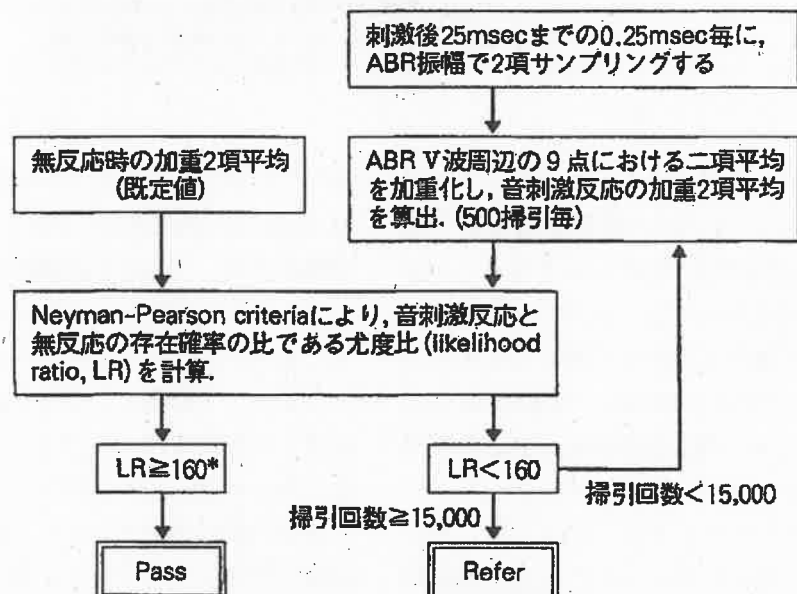 刺激後25msecまでの0.25msec毎に,
ABR振幅で2項サンプリングする
無反応時の加重2項平均
(既定値)
ABR V波周辺の9点における二項平均
を加重化し,音刺激反応の加重2項平均
を算出.(500掃引毎)
Neyman-Pearson criteriaにより,音刺激反応と
無反応の存在確率の比である尤度比(likelihood
ratio, LR)を計算.
LR≧160*
LR<160
掃引回数<15,000
掃引回数≧15,000
Pass
Refer